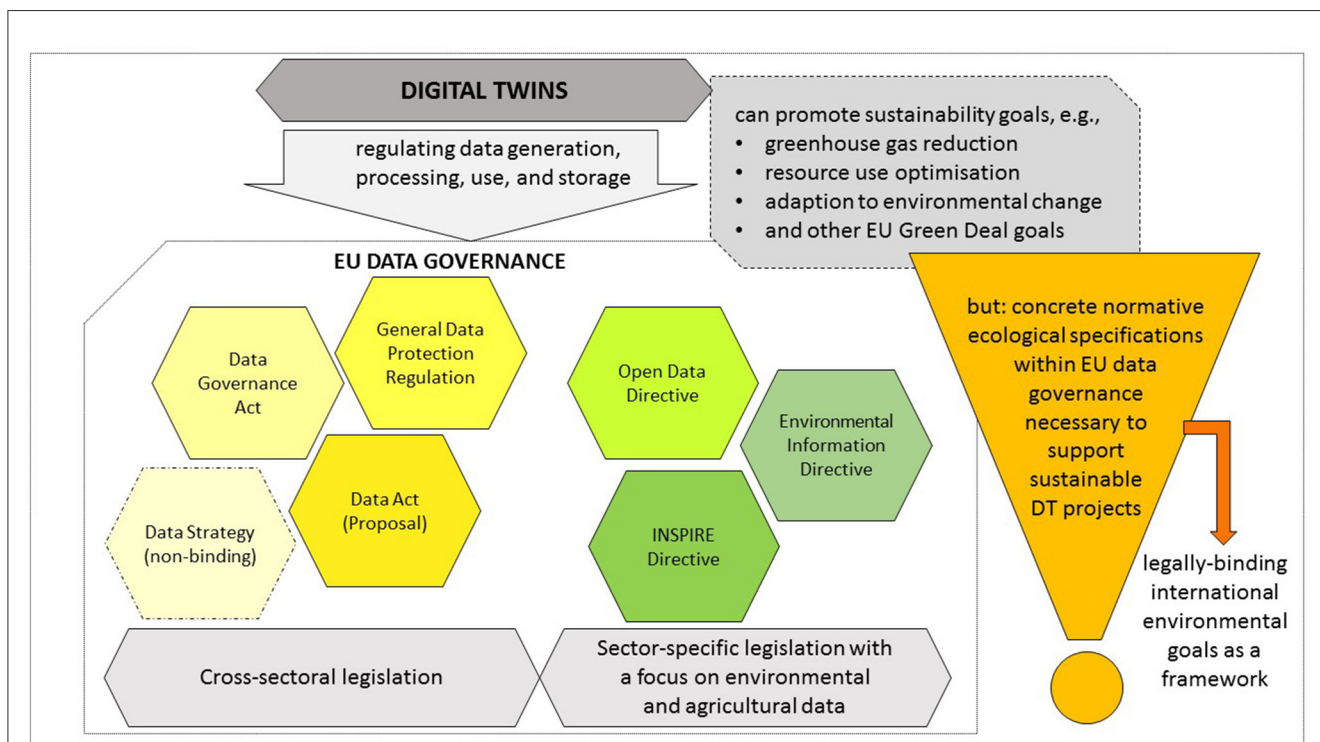 DIGITAL TWINS
regulating data generation,
processing, use, and storage
can promote sustainability goals, e.g.,
• greenhouse gas reduction
• resource use optimisation
• adaption to environmental change
• and other EU Green Deal goals
EU DATA GOVERNANCE
Data
Governance
Act
General Data
Protection
Regulation
Data Strategy
(non-binding)
Data Act
(Proposal)
Open Data
Directive
Environmental
Information
Directive
INSPIRE
Directive
Cross-sectoral legislation
Sector-specific legislation with
a focus on environmental
and agricultural data
but: concrete normative
ecological specifications
within EU data
governance
necessary to
support
sustainable
DT projects
legally-binding
international
environmental
goals as a
framework